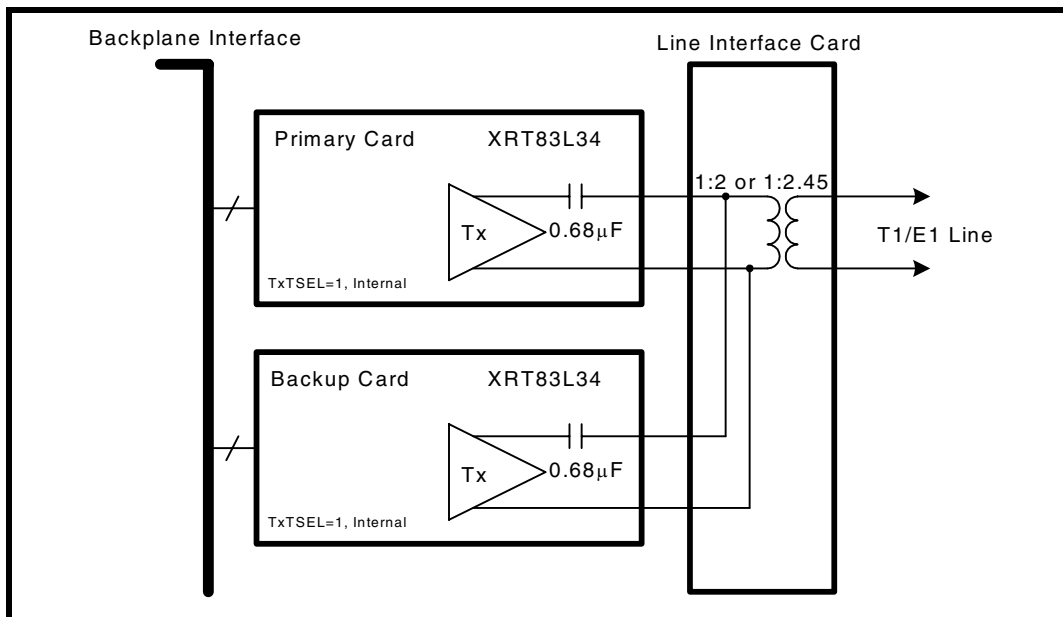 Backplane Interface
Line Interface Card
Primary Card XRT83L34
1:2 or 1:2.45
Tx 0.68μF
T1/E1 Line
TxTSEL=1, Internal
Backup Card XRT83L34
Tx 0.68μF
TxTSEL=1, Internal